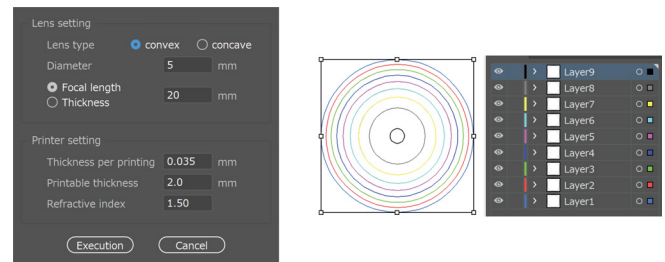 Lens setting
Lens type convex concave
Diameter 5 mm
Focal length
Thickness
20 mm
Printer setting
Thickness per printing 0.035 mm
Printable thickness 2.0 mm
Refractive index 1.50
Execution Cancel
Layer9
Layer8
Layer7
Layer6
Layer5
Layer4
Layer3
Layer2
Layer1